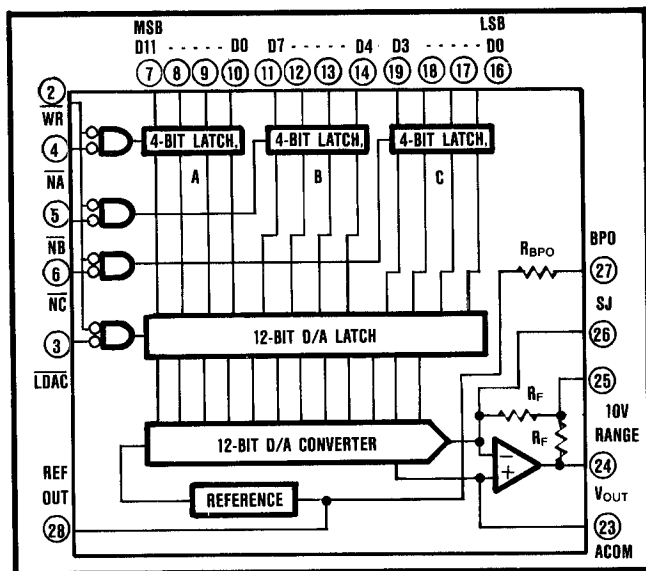 MSB LSB
D11 - - - - - D0 D7 - - - - - D4 D3 - - - - - D0
7 8 9 10 11 12 13 14 19 18 17 16
2
WR
4-BIT LATCH, 4-BIT LATCH, 4-BIT LATCH,
4
A B C
NA
5
NB
RBPO BPO
6 27
NC SJ
3 12-BIT D/A LATCH 26
LDAC
25
RF 10V
12-BIT D/A CONVERTER RF RANGE
− +
24
REF VOUT
OUT REFERENCE
28 23
ACOM